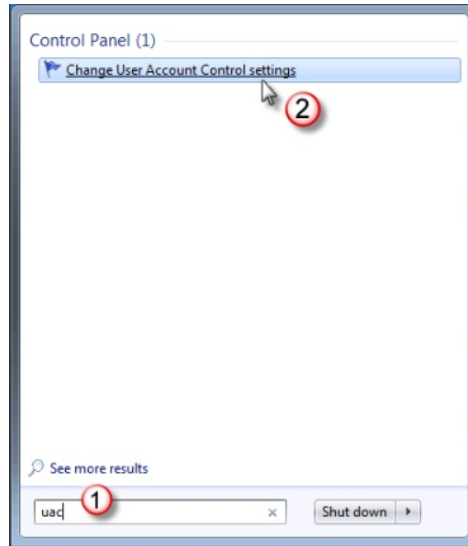 Control Panel (1)
Change User Account Control settings
2
See more results
1
uac
Shut down